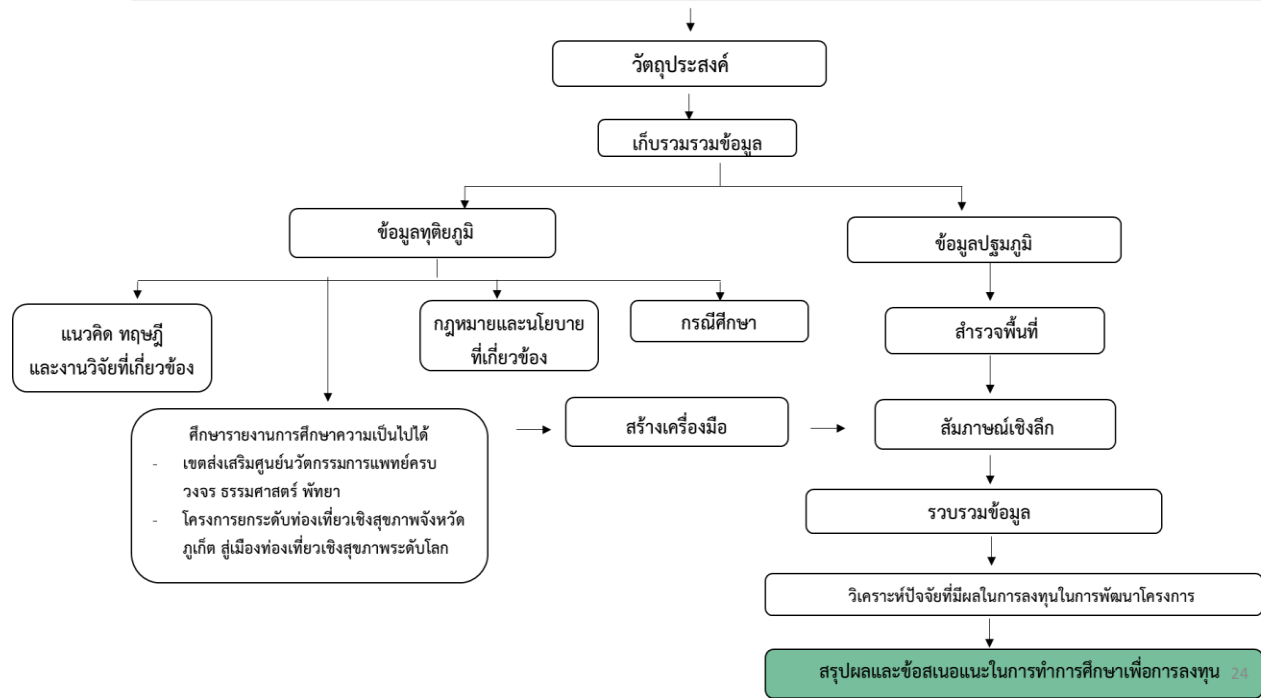 วัตถุประสงค์
เก็บรวมรวมข้อมูล
ข้อมูลทุติยภูมิ
ข้อมูลปฐมภูมิ
แนวคิด ทฤษฎี
และงานวิจัยที่เกี่ยวข้อง
กฎหมายและนโยบาย
ที่เกี่ยวข้อง
กรณีศึกษา
สำรวจพื้นที่
ศึกษารายงานการศึกษาความเป็นไปได้
- เขตส่งเสริมศูนย์นวัตกรรมการแพทย์ครบ
วงจร ธรรมศาสตร์ พัทยา
- โครงการยกระดับท่องเที่ยวเชิงสุขภาพจังหวัด
ภูเก็ต สู่เมืองท่องเที่ยวเชิงสุขภาพระดับโลก
สร้างเครื่องมือ
สัมภาษณ์เชิงลึก
รวบรวมข้อมูล
วิเคราะห์ปัจจัยที่มีผลในการลงทุนในการพัฒนาโครงการ
สรุปผลและข้อสเนอแนะในการทำการศึกษาเพื่อการลงทุน 24